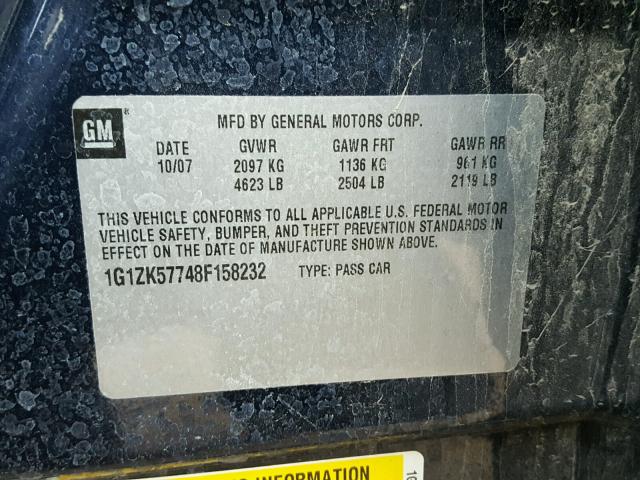 GM ®
MFD BY GENERAL MOTORS CORP.
DATE GVWR GAWR FRT GAWR RR
10/07 2097 KG 1136 KG 961 KG
4623 LB 2504 LB 2119 LB
THIS VEHICLE CONFORMS TO ALL APPLICABLE U.S. FEDERAL MOTOR
VEHICLE SAFETY, BUMPER, AND THEFT PREVENTION STANDARDS IN
EFFECT ON THE DATE OF MANUFACTURE SHOWN ABOVE.
1G1ZK57748F158232 TYPE: PASS CAR
INFORMATION